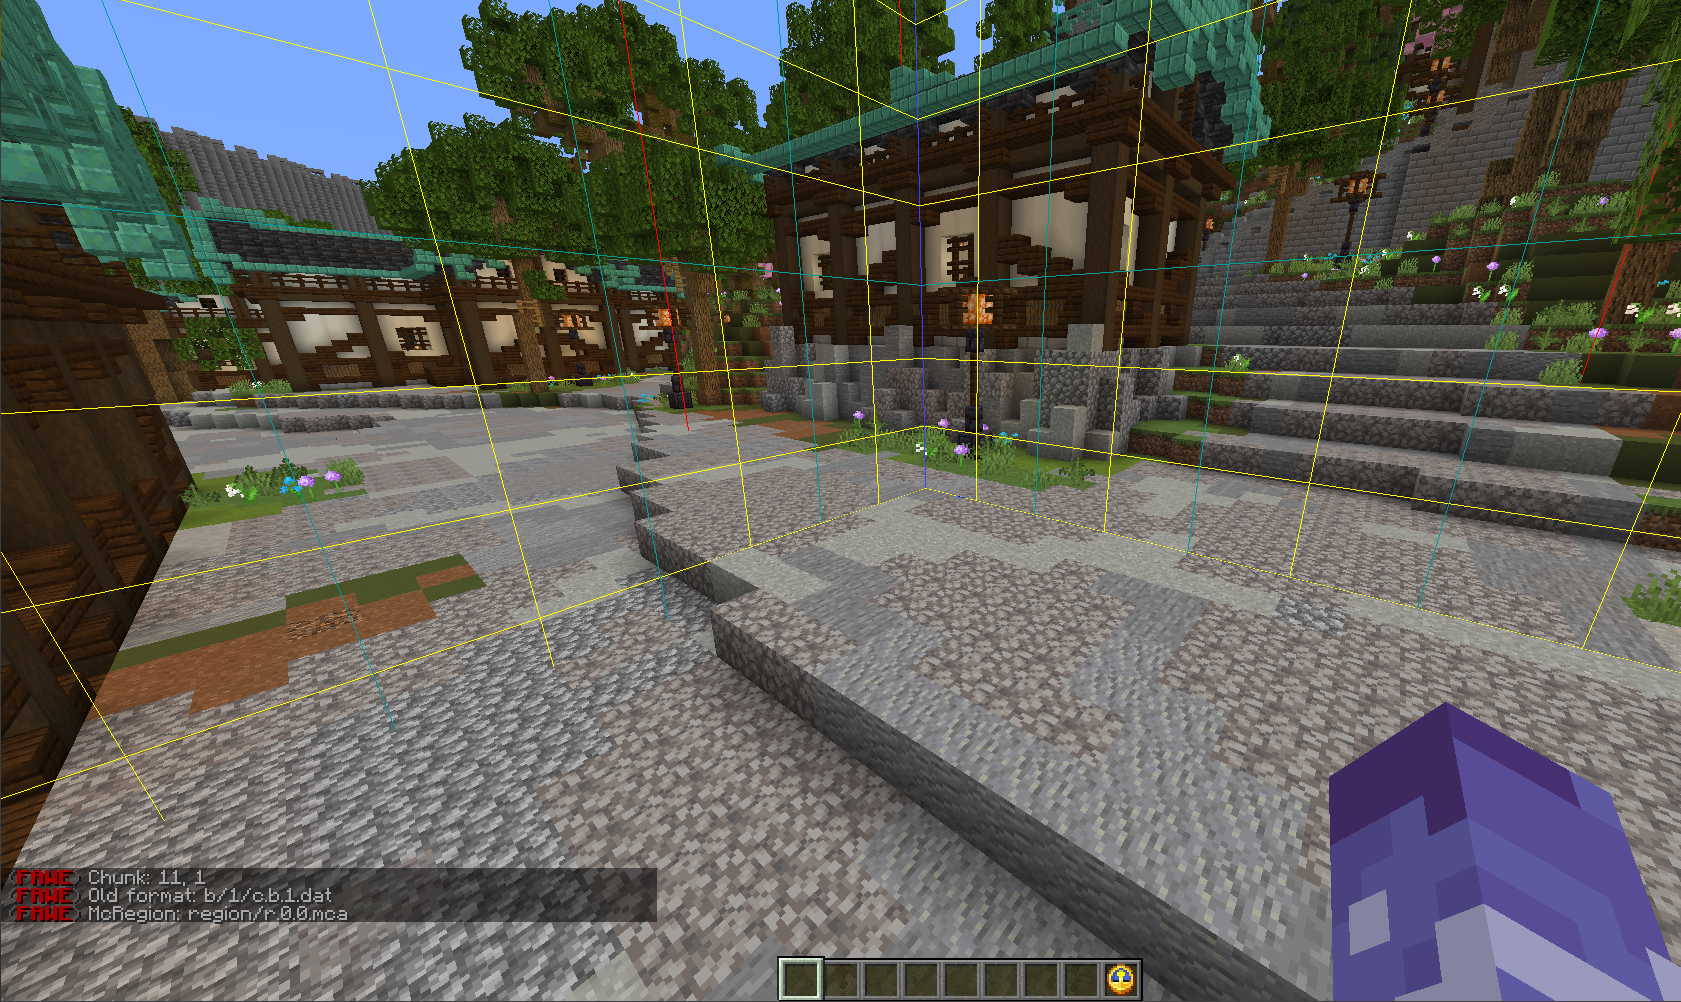 (FAWE) Chunk: 11, 1
(FAWE) Old format: b/1/c.b.1.dat
(FAWE) McRegion: region/r.0.0.mca